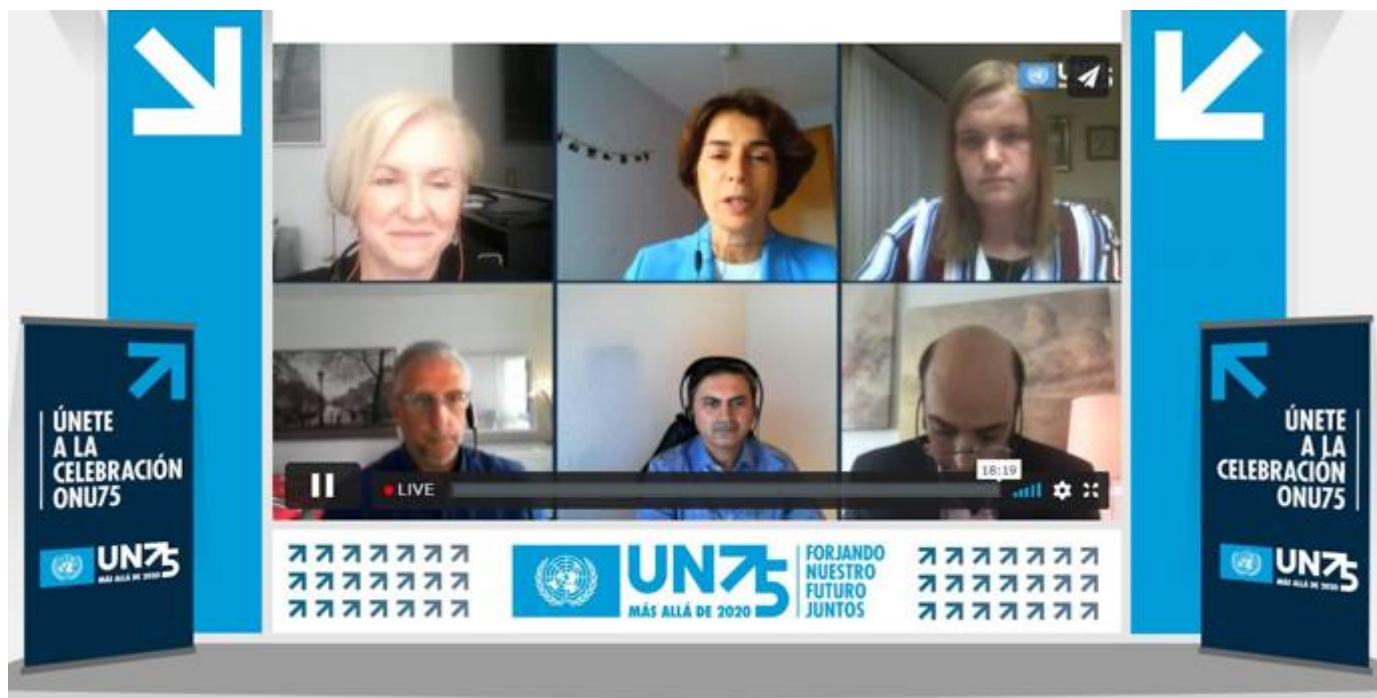 ÚNETE
A LA
CELEBRACIÓN
ONU75
UN75
MÁS ALLÁ DE 2020
LIVE
18:19
UN75
MÁS ALLÁ DE 2020
FORJANDO
NUESTRO
FUTURO
JUNTOS
ÚNETE
A LA
CELEBRACIÓN
ONU75
UN75
MÁS ALLÁ DE 2020